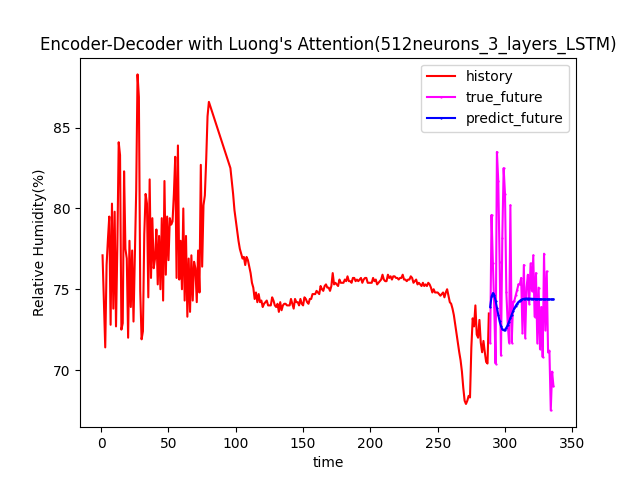 Encoder-Decoder with Luong's Attention(512neurons_3_layers_LSTM)
history
true_future
predict_future
Relative Humidity(%)
85
80
75
70
0 50 100 150 200 250 300 350
time